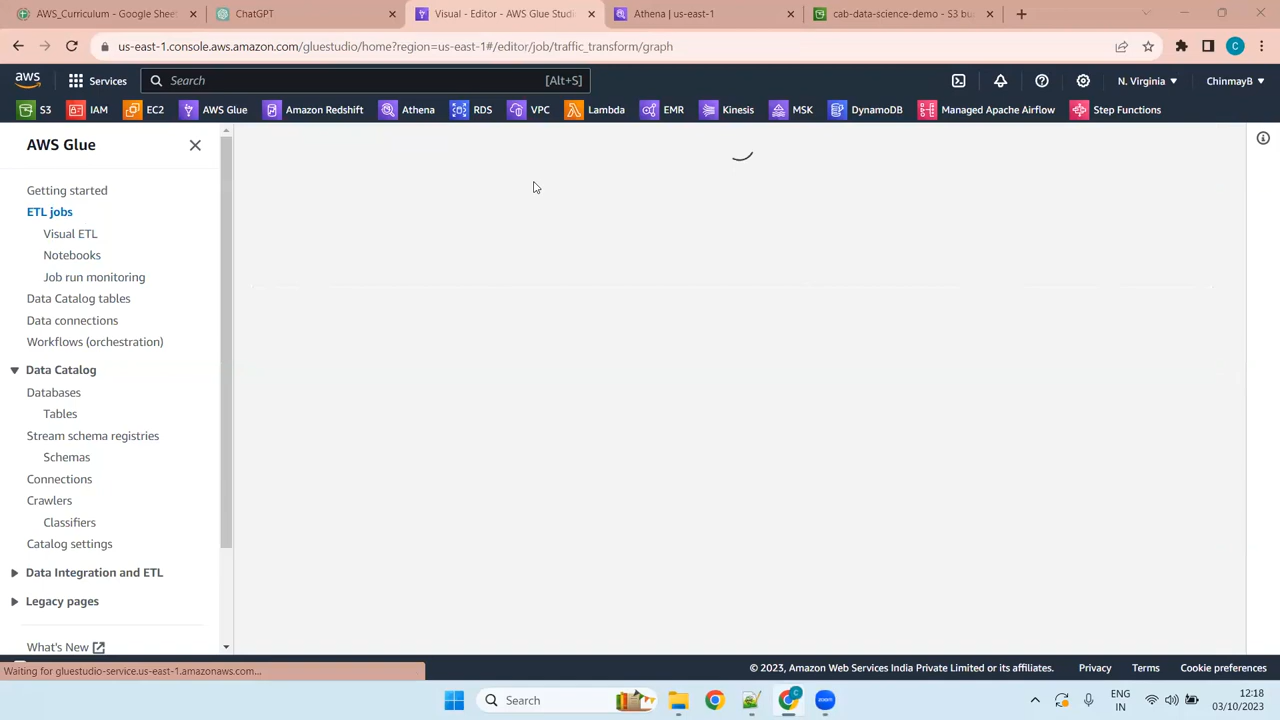 AWS_Curriculum - Google Sheet
ChatGPT
Visual - Editor - AWS Glue Studi
Athena | us-east-1
cab-data-science-demo - S3 bu
us-east-1.console.aws.amazon.com/gluestudio/home?region=us-east-1#/editor/job/traffic_transform/graph
C
aws
Services
Search
[Alt+S]
N. Virginia
ChinmayB
S3
IAM
EC2
AWS Glue
Amazon Redshift
Athena
RDS
VPC
Lambda
EMR
Kinesis
MSK
DynamoDB
Managed Apache Airflow
Step Functions
AWS Glue
Getting started
ETL jobs
Visual ETL
Notebooks
Job run monitoring
Data Catalog tables
Data connections
Workflows (orchestration)
Data Catalog
Databases
Tables
Stream schema registries
Schemas
Connections
Crawlers
Classifiers
Catalog settings
Data Integration and ETL
Legacy pages
What's New
Waiting for gluestudio-service.us-east-1.amazonaws.com...
© 2023, Amazon Web Services India Private Limited or its affiliates.
Privacy
Terms
Cookie preferences
Search
C
zoom
ENG
IN
12:18
03/10/2023